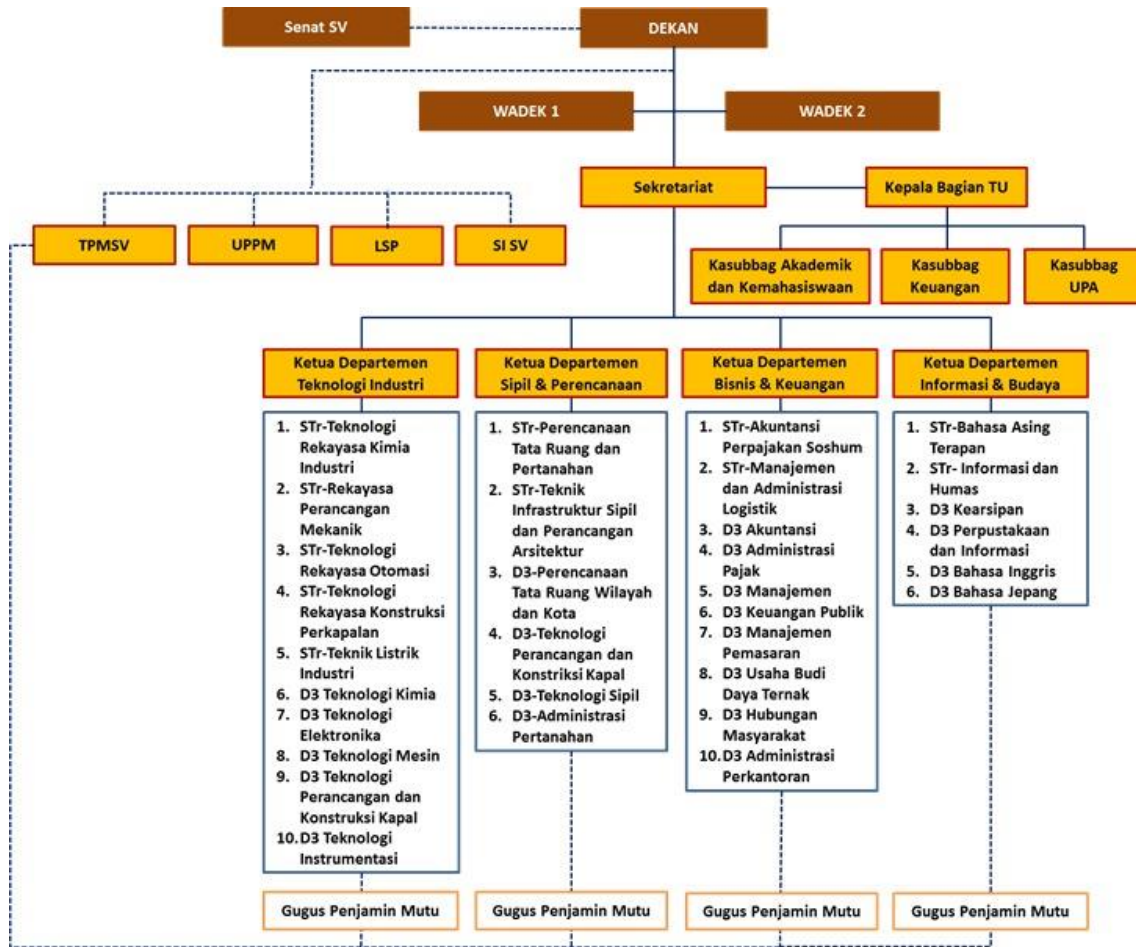 Senat SV
DEKAN
WADEK 1
WADEK 2
Sekretariat
Kepala Bagian TU
TPMSV
UPPM
LSP
SI SV
Kasubbag Akademik
dan Kemahasiswaan
Kasubbag
Keuangan
Kasubbag
UPA
Ketua Departemen
Teknologi Industri
Ketua Departemen
Sipil & Perencanaan
Ketua Departemen
Bisnis & Keuangan
Ketua Departemen
Informasi & Budaya
1. STr-Teknologi
Rekayasa Kimia
Industri
2. STr-Rekayasa
Perancangan
Mekanik
3. STr-Teknologi
Rekayasa Otomasi
4. STr-Teknologi
Rekayasa Konstruksi
Perkapalan
5. STr-Teknik Listrik
Industri
6. D3 Teknologi Kimia
7. D3 Teknologi
Elektronika
8. D3 Teknologi Mesin
9. D3 Teknologi
Perancangan dan
Konstruksi Kapal
10. D3 Teknologi
Instrumentasi
1. STr-Perencanaan
Tata Ruang dan
Pertanahan
2. STr-Teknik
Infrastruktur Sipil
dan Perancangan
Arsitektur
3. D3-Perencanaan
Tata Ruang Wilayah
dan Kota
4. D3-Teknologi
Perancangan dan
Konstriksi Kapal
5. D3-Teknologi Sipil
6. D3-Administrasi
Pertanahan
1. STr-Akuntansi
Perpajakan Soshum
2. STr-Manajemen
dan Administrasi
Logistik
3. D3 Akuntansi
4. D3 Administrasi
Pajak
5. D3 Manajemen
6. D3 Keuangan Publik
7. D3 Manajemen
Pemasaran
8. D3 Usaha Budi
Daya Ternak
9. D3 Hubungan
Masyarakat
10. D3 Administrasi
Perkantoran
1. STr-Bahasa Asing
Terapan
2. STr- Informasi dan
Humas
3. D3 Kearsipan
4. D3 Perpustakaan
dan Informasi
5. D3 Bahasa Inggris
6. D3 Bahasa Jepang
Gugus Penjamin Mutu
Gugus Penjamin Mutu
Gugus Penjamin Mutu
Gugus Penjamin Mutu